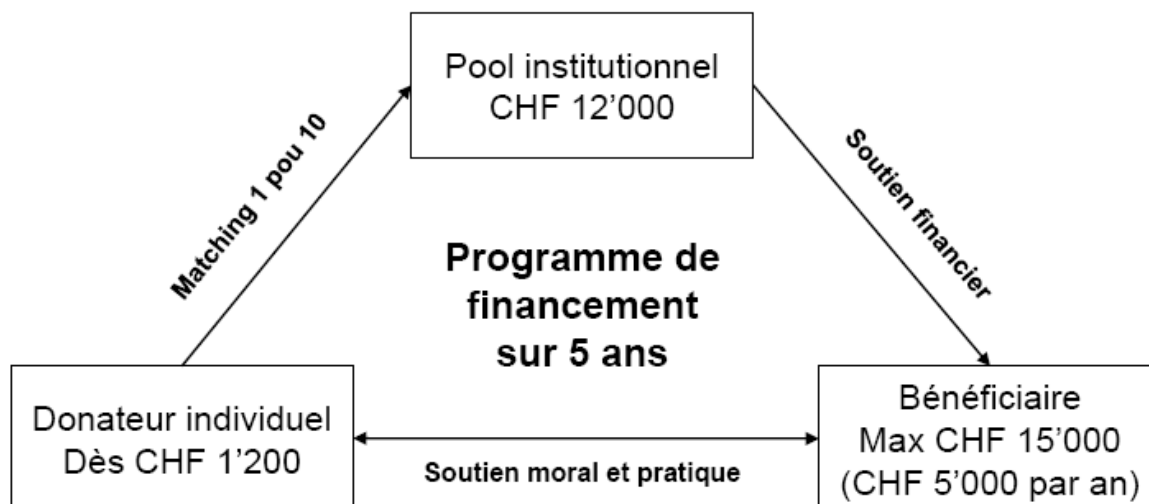 Pool institutionnel
CHF 12’000
Matching 1 pou 10
Soutien financier
Programme de
financement
sur 5 ans
Donateur individuel
Dès CHF 1’200
Soutien moral et pratique
Bénéficiaire
Max CHF 15’000
(CHF 5’000 par an)